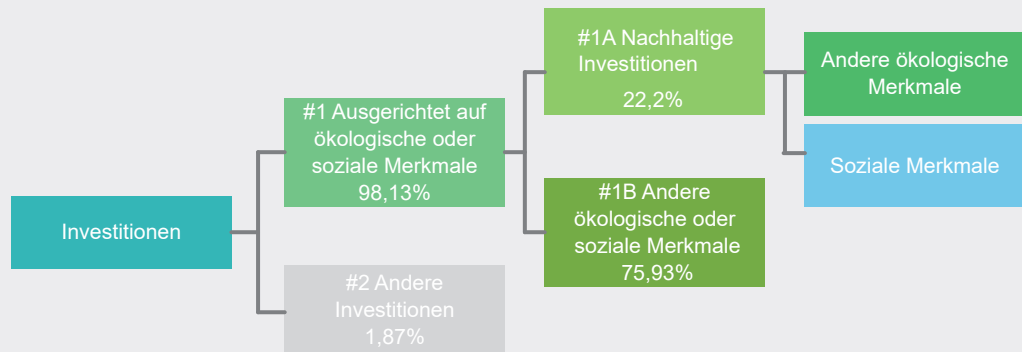 Investitionen
#1 Ausgerichtet auf
ökologische oder
soziale Merkmale
98,13%
#2 Andere
Investitionen
1,87%
#1A Nachhaltige
Investitionen
22,2%
#1B Andere
ökologische oder
soziale Merkmale
75,93%
Andere ökologische
Merkmale
Soziale Merkmale